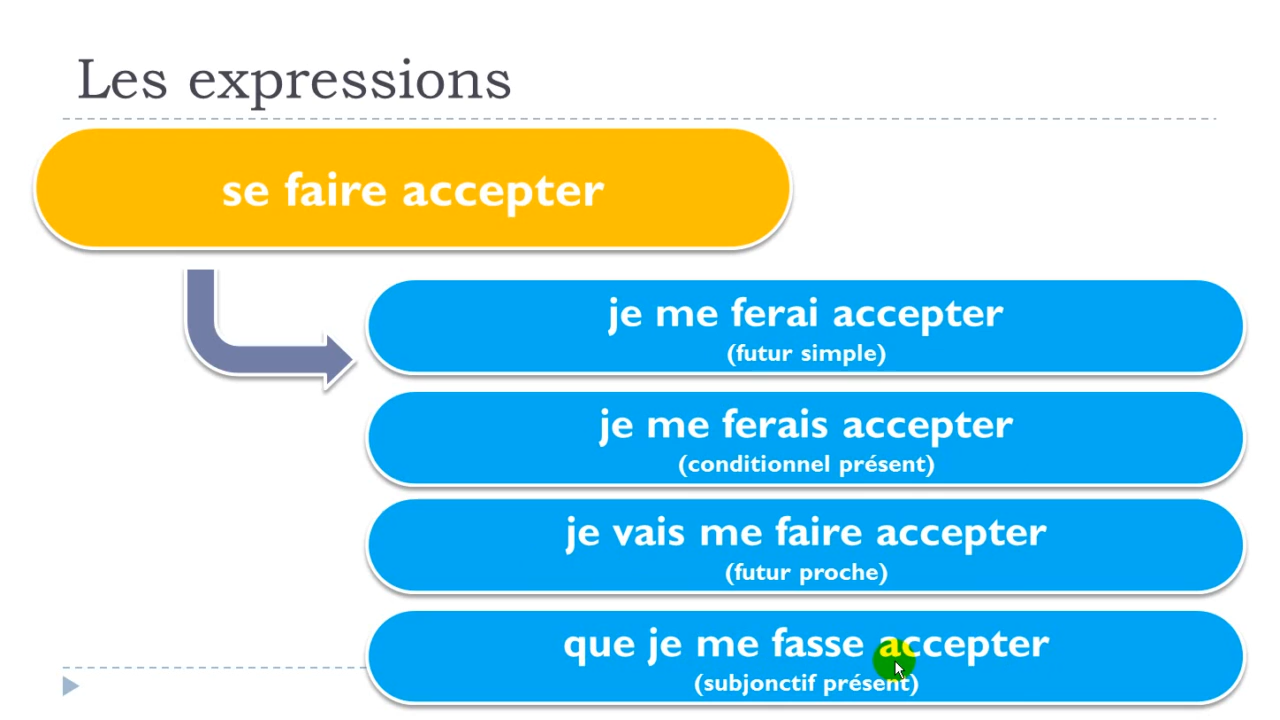 Les expressions
se faire accepter
je me ferai accepter
(futur simple)
je me ferais accepter
(conditionnel présent)
je vais me faire accepter
(futur proche)
que je me fasse accepter
(subjonctif présent)